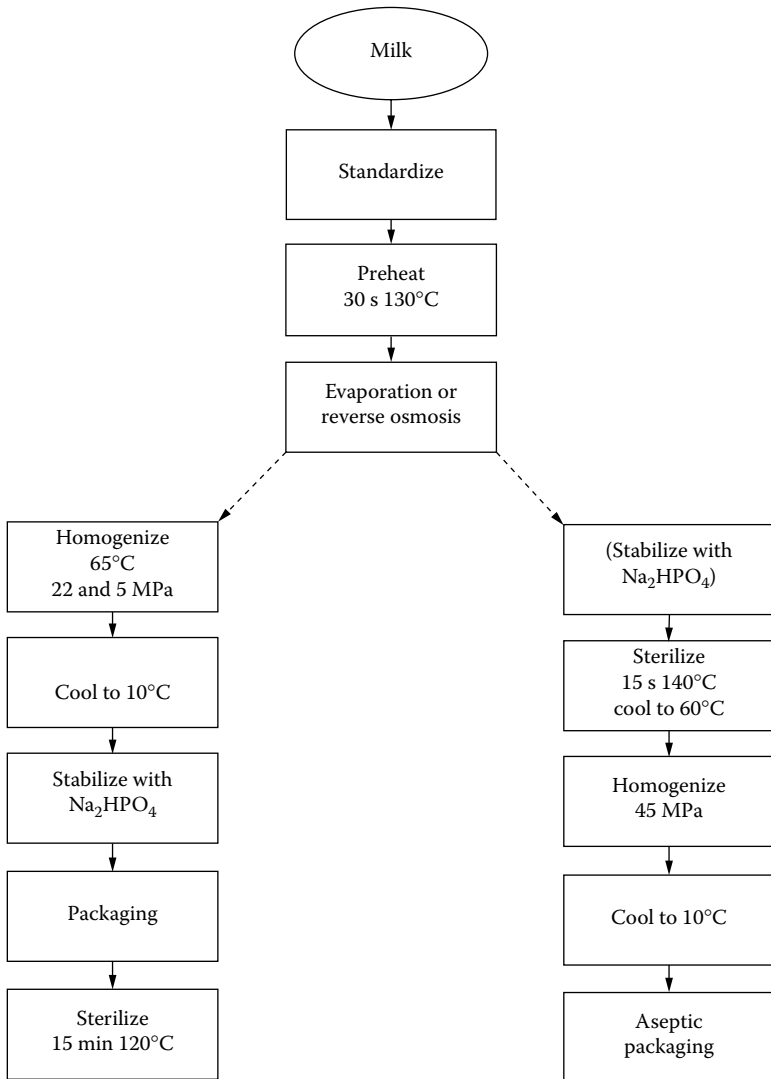 Milk
Standardize
Preheat
30 s 130°C
Evaporation or
reverse osmosis
Homogenize
65°C
22 and 5 MPa
Cool to 10°C
Stabilize with
Na₂HPO₄
Packaging
Sterilize
15 min 120°C
(Stabilize with
Na₂HPO₄)
Sterilize
15 s 140°C
cool to 60°C
Homogenize
45 MPa
Cool to 10°C
Aseptic
packaging